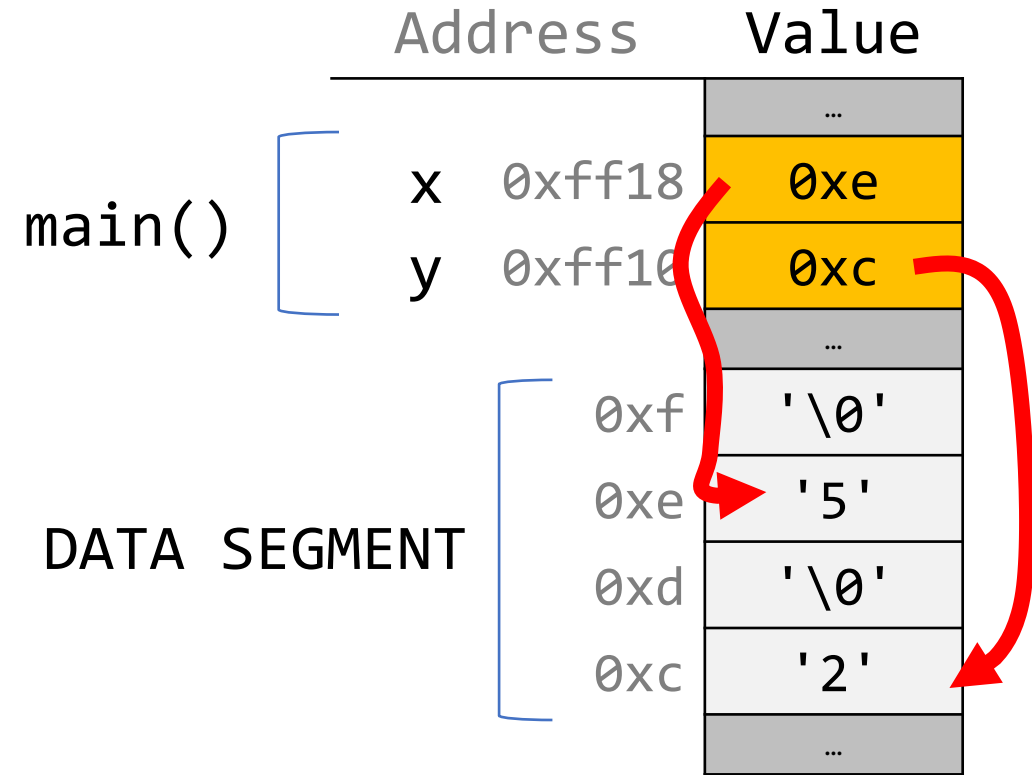 Address Value
…
x 0xff18 0xe
main()
y 0xff10 0xc
…
0xf '\0'
0xe '5'
DATA SEGMENT
0xd '\0'
0xc '2'
…